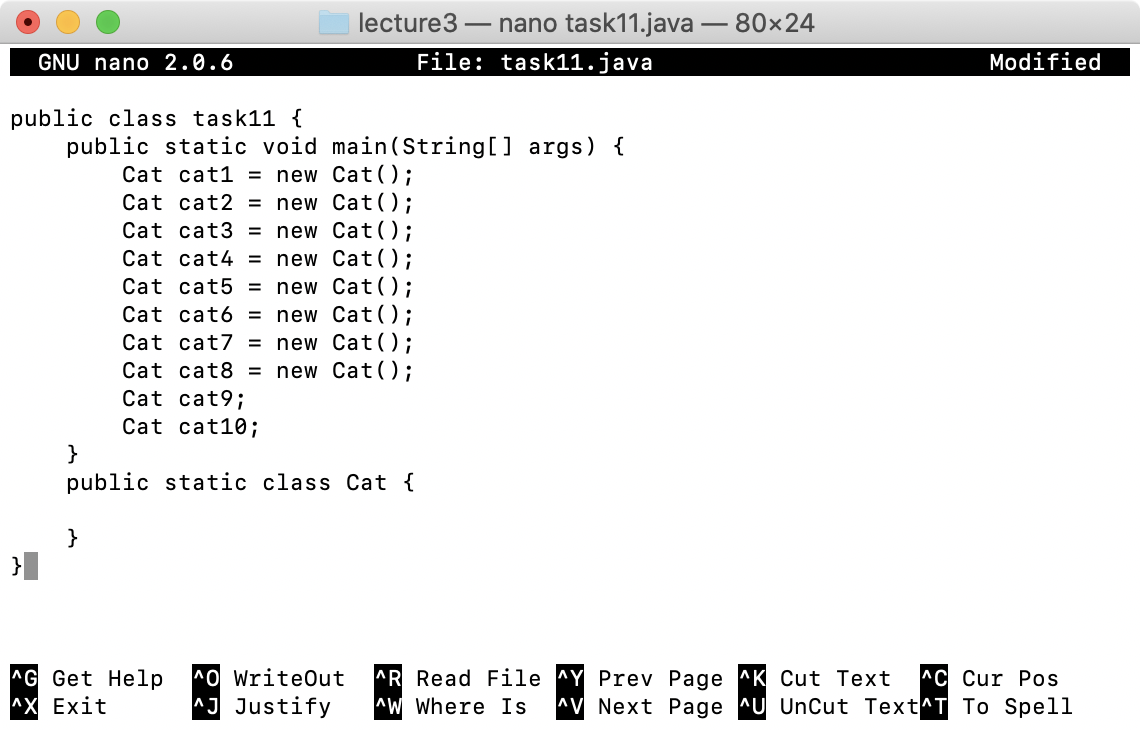 lecture3 — nano task11.java — 80×24
GNU nano 2.0.6 File: task11.java Modified
public class task11 {
    public static void main(String[] args) {
        Cat cat1 = new Cat();
        Cat cat2 = new Cat();
        Cat cat3 = new Cat();
        Cat cat4 = new Cat();
        Cat cat5 = new Cat();
        Cat cat6 = new Cat();
        Cat cat7 = new Cat();
        Cat cat8 = new Cat();
        Cat cat9;
        Cat cat10;
    }
    public static class Cat {
    }
}
^G Get Help ^O WriteOut ^R Read File ^Y Prev Page ^K Cut Text ^C Cur Pos
^X Exit ^J Justify ^W Where Is ^V Next Page ^U UnCut Text ^T To Spell